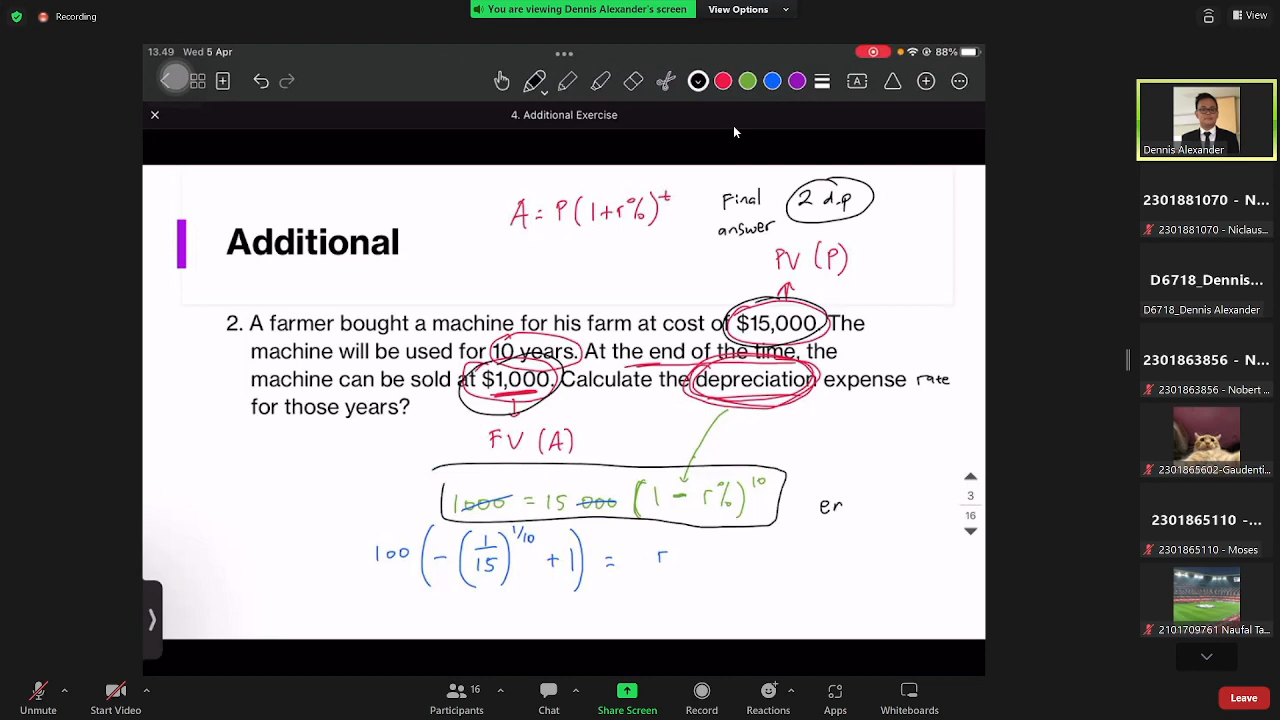 Recording
You are viewing Dennis Alexander's screen
View Options
View
13.49 Wed 5 Apr
88%
4. Additional Exercise
A = P(1+r%)^t
Final answer
2 d.p
PV (P)
Additional
2. A farmer bought a machine for his farm at cost of $15,000. The
machine will be used for 10 years. At the end of the time, the
machine can be sold at $1,000. Calculate the depreciation expense rate
for those years?
FV (A)
1000 = 15 000 (1 - r%)^10
er
100 (-(1/15)^1/10 + 1) = r
3
16
Dennis Alexander
2301881070 - N...
2301881070 - Niclaus...
D6718_Dennis...
D6718_Dennis Alexander
2301863856 - N...
2301863856 - Nobert ...
2301865602-Gaudenti...
2301865110 - M...
2301865110 - Moses
2101709761 Naufal Ta...
Unmute
Start Video
16
Participants
Chat
Share Screen
Record
Reactions
Apps
Whiteboards
Leave